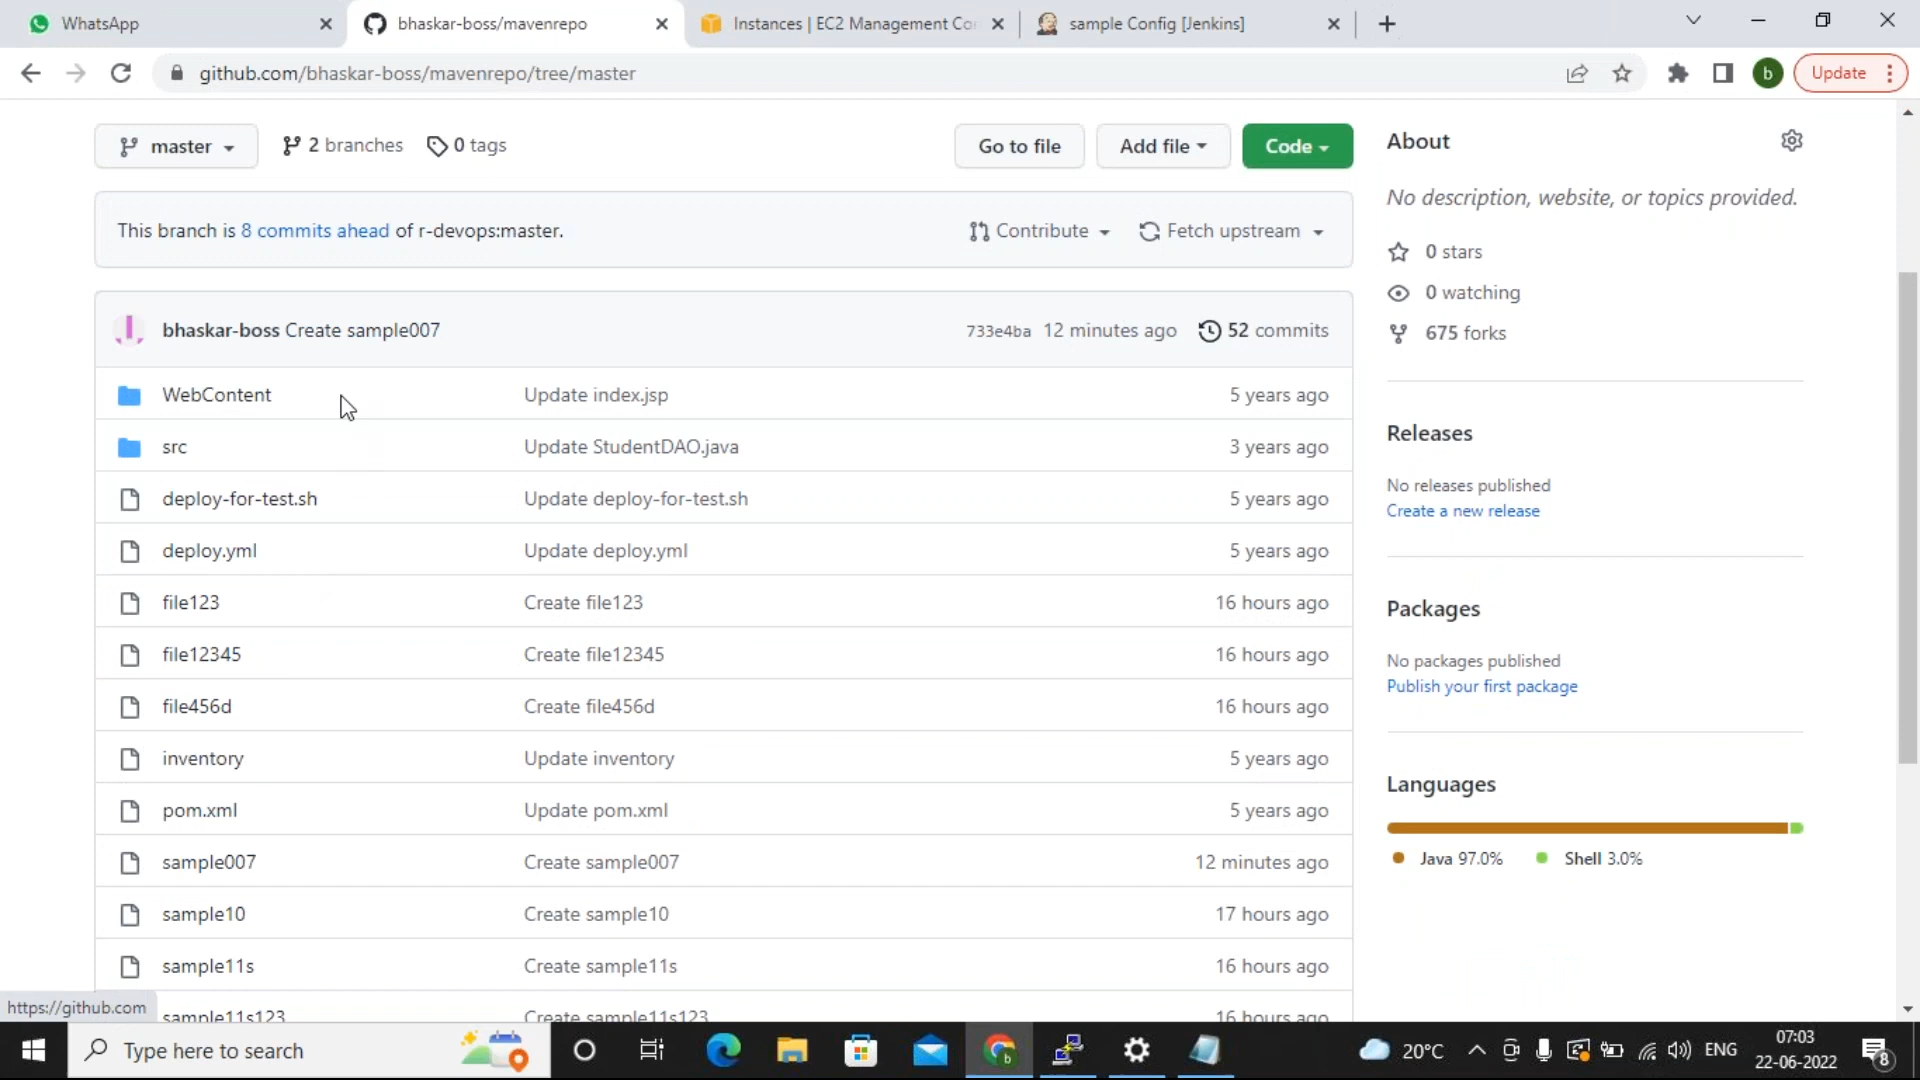 WhatsApp
bhaskar-boss/mavenrepo
Instances | EC2 Management Co
sample Config [Jenkins]
github.com/bhaskar-boss/mavenrepo/tree/master
b
Update
master
2 branches
0 tags
Go to file
Add file
Code
This branch is 8 commits ahead of r-devops:master.
Contribute
Fetch upstream
bhaskar-boss Create sample007
733e4ba 12 minutes ago
52 commits
WebContent Update index.jsp 5 years ago
src Update StudentDAO.java 3 years ago
deploy-for-test.sh Update deploy-for-test.sh 5 years ago
deploy.yml Update deploy.yml 5 years ago
file123 Create file123 16 hours ago
file12345 Create file12345 16 hours ago
file456d Create file456d 16 hours ago
inventory Update inventory 5 years ago
pom.xml Update pom.xml 5 years ago
sample007 Create sample007 12 minutes ago
sample10 Create sample10 17 hours ago
sample11s Create sample11s 16 hours ago
sample11s123 Create sample11s123 16 hours ago
About
No description, website, or topics provided.
0 stars
0 watching
675 forks
Releases
No releases published
Create a new release
Packages
No packages published
Publish your first package
Languages
Java 97.0% Shell 3.0%
https://github.com
Type here to search
b
20°C
ENG
07:03
22-06-2022
8